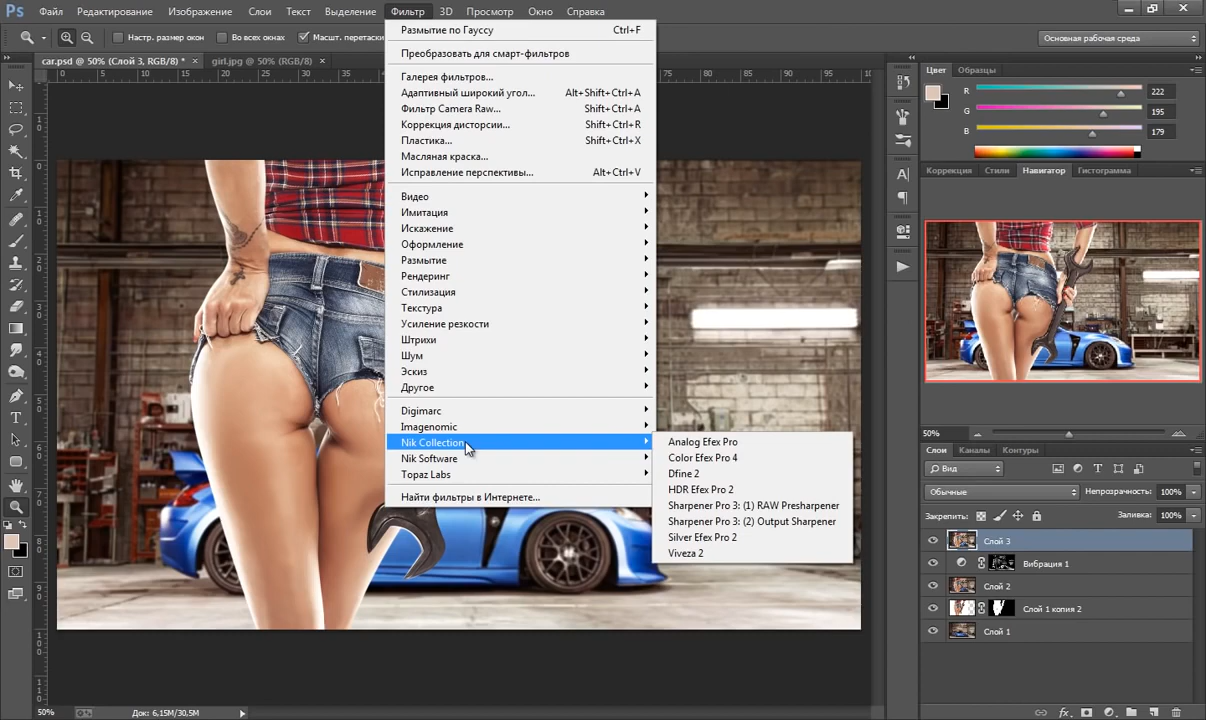 Ps Файл Редактирование Изображение Слои Текст Выделение Фильтр 3D Просмотр Окно Справка
Настр. размер окон Во всех окнах Масшт. перетаски
Основная рабочая среда
car.psd @ 50% (Слой 3, RGB/8) * × girl.jpg @ 50% (RGB/8) ×
Размытие по Гауссу Ctrl+F
Преобразовать для смарт-фильтров
Галерея фильтров...
Адаптивный широкий угол... Alt+Shift+Ctrl+A
Фильтр Camera Raw... Shift+Ctrl+A
Коррекция дисторсии... Shift+Ctrl+R
Пластика... Shift+Ctrl+X
Масляная краска...
Исправление перспективы... Alt+Ctrl+V
Видео
Имитация
Искажение
Оформление
Размытие
Рендеринг
Стилизация
Текстура
Усиление резкости
Штрихи
Шум
Эскиз
Другое
Digimarc
Imagenomic
Nik Collection
Nik Software
Topaz Labs
Найти фильтры в Интернете...
Analog Efex Pro
Color Efex Pro 4
Dfine 2
HDR Efex Pro 2
Sharpener Pro 3: (1) RAW Presharpener
Sharpener Pro 3: (2) Output Sharpener
Silver Efex Pro 2
Viveza 2
Цвет Образцы
R 222
G 195
B 179
Коррекция Стили Навигатор Гистограмма
50%
Слои Каналы Контуры
Вид
Обычные Непрозрачность: 100%
Закрепить: Заливка: 100%
Слой 3
Вибрация 1
Слой 2
Слой 1 копия 2
Слой 1
50% Док: 6,15M/30,5M